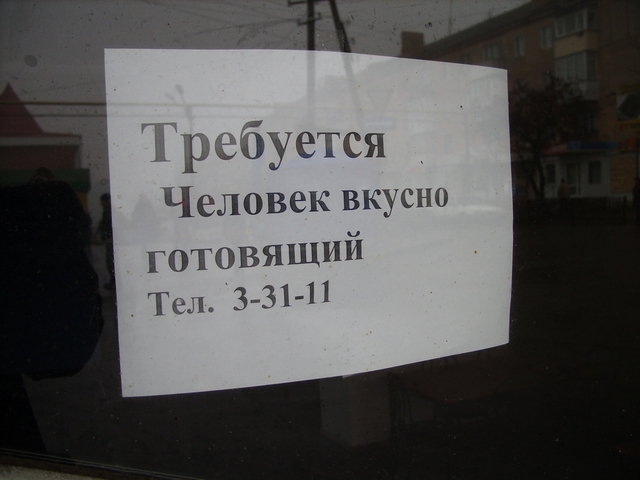 Требуется
Человек вкусно
готовящий
Тел. 3-31-11